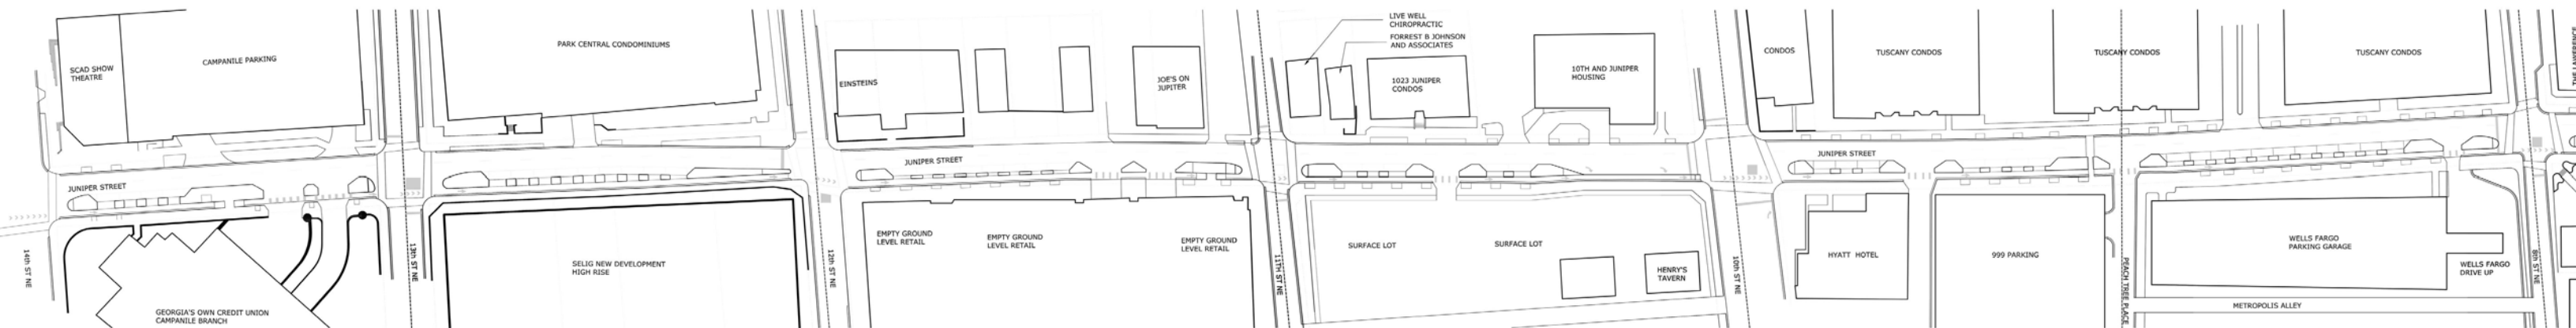 LIVE WELL
CHIROPRACTIC
FORREST B JOHNSON
AND ASSOCIATES
SCAD SHOW
THEATRE
CAMPANILE PARKING
PARK CENTRAL CONDOMINIUMS
EINSTEINS
JOE'S ON
JUPITER
1023 JUNIPER
CONDOS
10TH AND JUNIPER
HOUSING
CONDOS
TUSCANY CONDOS
TUSCANY CONDOS
TUSCANY CONDOS
JUNIPER STREET
JUNIPER STREET
JUNIPER STREET
14th ST NE
13th ST NE
12th ST NE
11TH ST NE
10th ST NE
PEACH TREE PLACE
8th ST NE
GEORGIA'S OWN CREDIT UNION
CAMPANILE BRANCH
SELIG NEW DEVELOPMENT
HIGH RISE
EMPTY GROUND
LEVEL RETAIL
EMPTY GROUND
LEVEL RETAIL
EMPTY GROUND
LEVEL RETAIL
SURFACE LOT
SURFACE LOT
HENRY'S
TAVERN
HYATT HOTEL
999 PARKING
WELLS FARGO
PARKING GARAGE
WELLS FARGO
DRIVE UP
METROPOLIS ALLEY